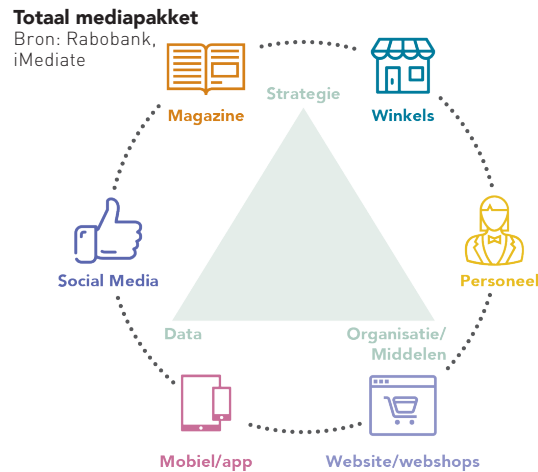 Totaal mediapakket
Bron: Rabobank,
iMediate
Strategie
Magazine
Winkels
Social Media
Personeel
Data
Organisatie/
Middelen
Mobiel/app
Website/webshops